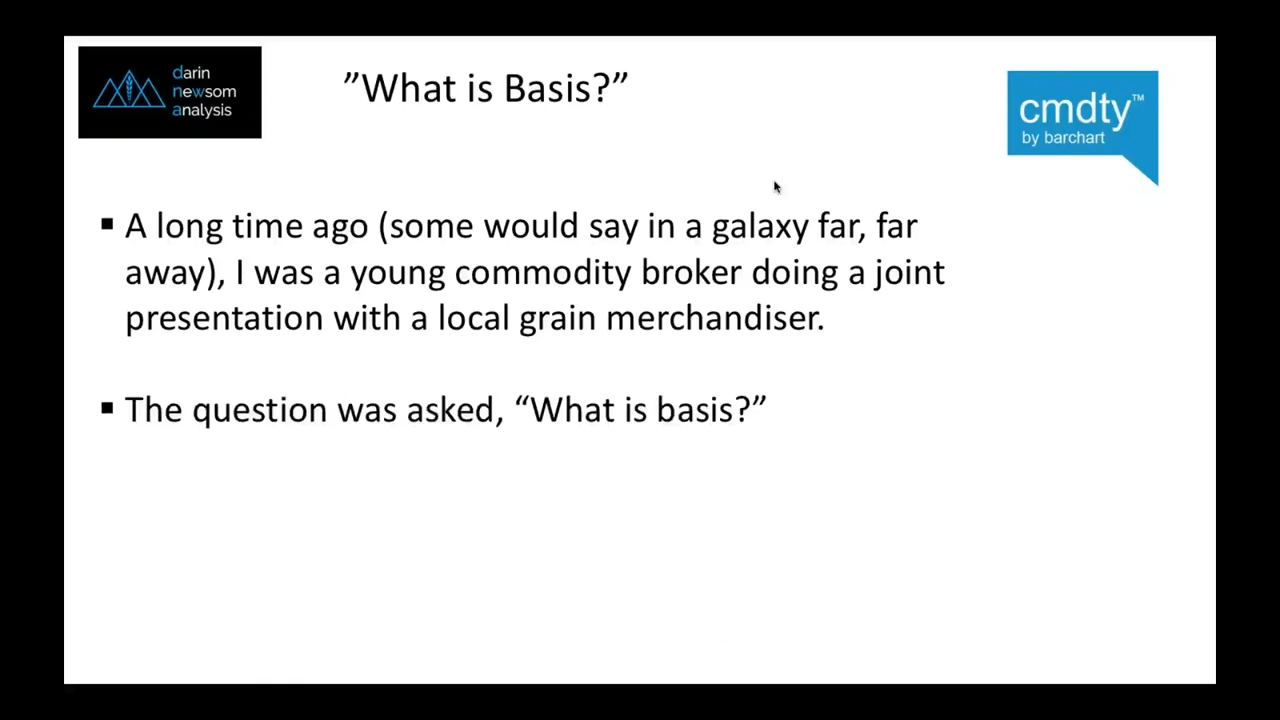 darin
newsom
analysis
”What is Basis?”
cmdty™
by barchart
▪ A long time ago (some would say in a galaxy far, far
away), I was a young commodity broker doing a joint
presentation with a local grain merchandiser.
▪ The question was asked, “What is basis?”